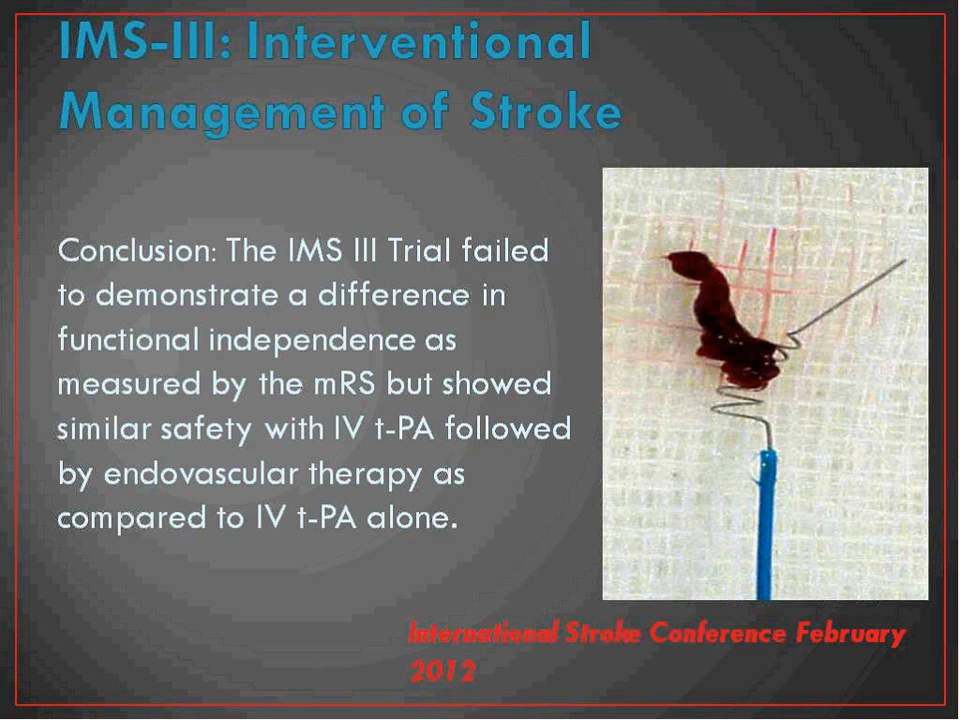 IMS-III: Interventional
Management of Stroke
Conclusion: The IMS III Trial failed
to demonstrate a difference in
functional independence as
measured by the mRS but showed
similar safety with IV t-PA followed
by endovascular therapy as
compared to IV t-PA alone.
International Stroke Conference February
2012